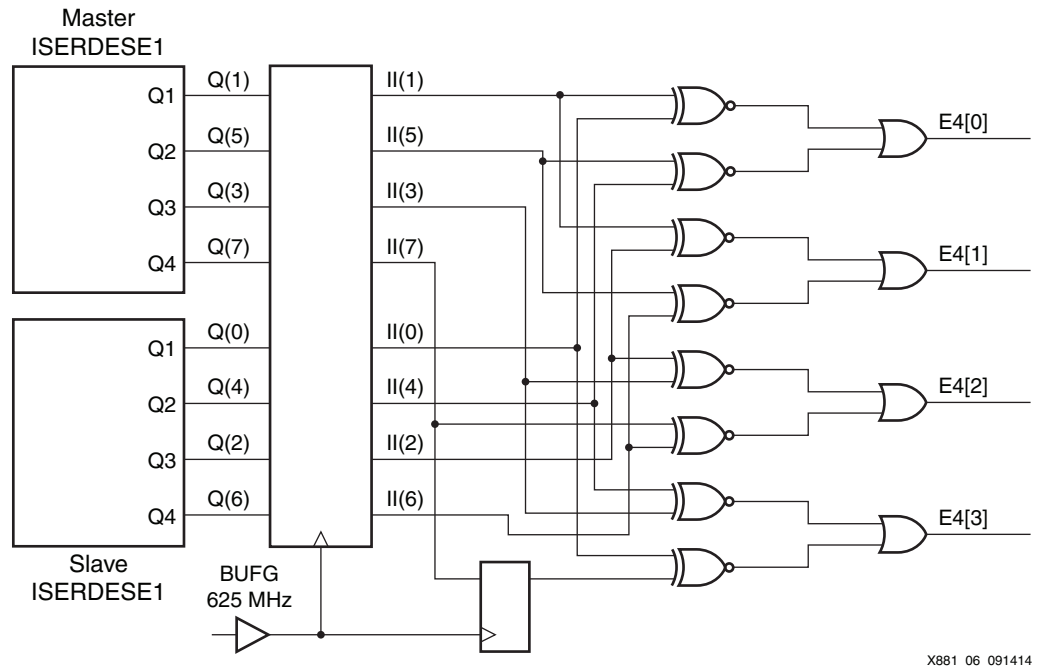 Master
ISERDESE1
Q1
Q(1)
II(1)
Q2
Q(5)
II(5)
Q3
Q(3)
II(3)
Q4
Q(7)
II(7)
Q1
Q(0)
II(0)
Q2
Q(4)
II(4)
Q3
Q(2)
II(2)
Q4
Q(6)
II(6)
Slave
ISERDESE1
BUFG
625 MHz
E4[0]
E4[1]
E4[2]
E4[3]
X881_06_091414